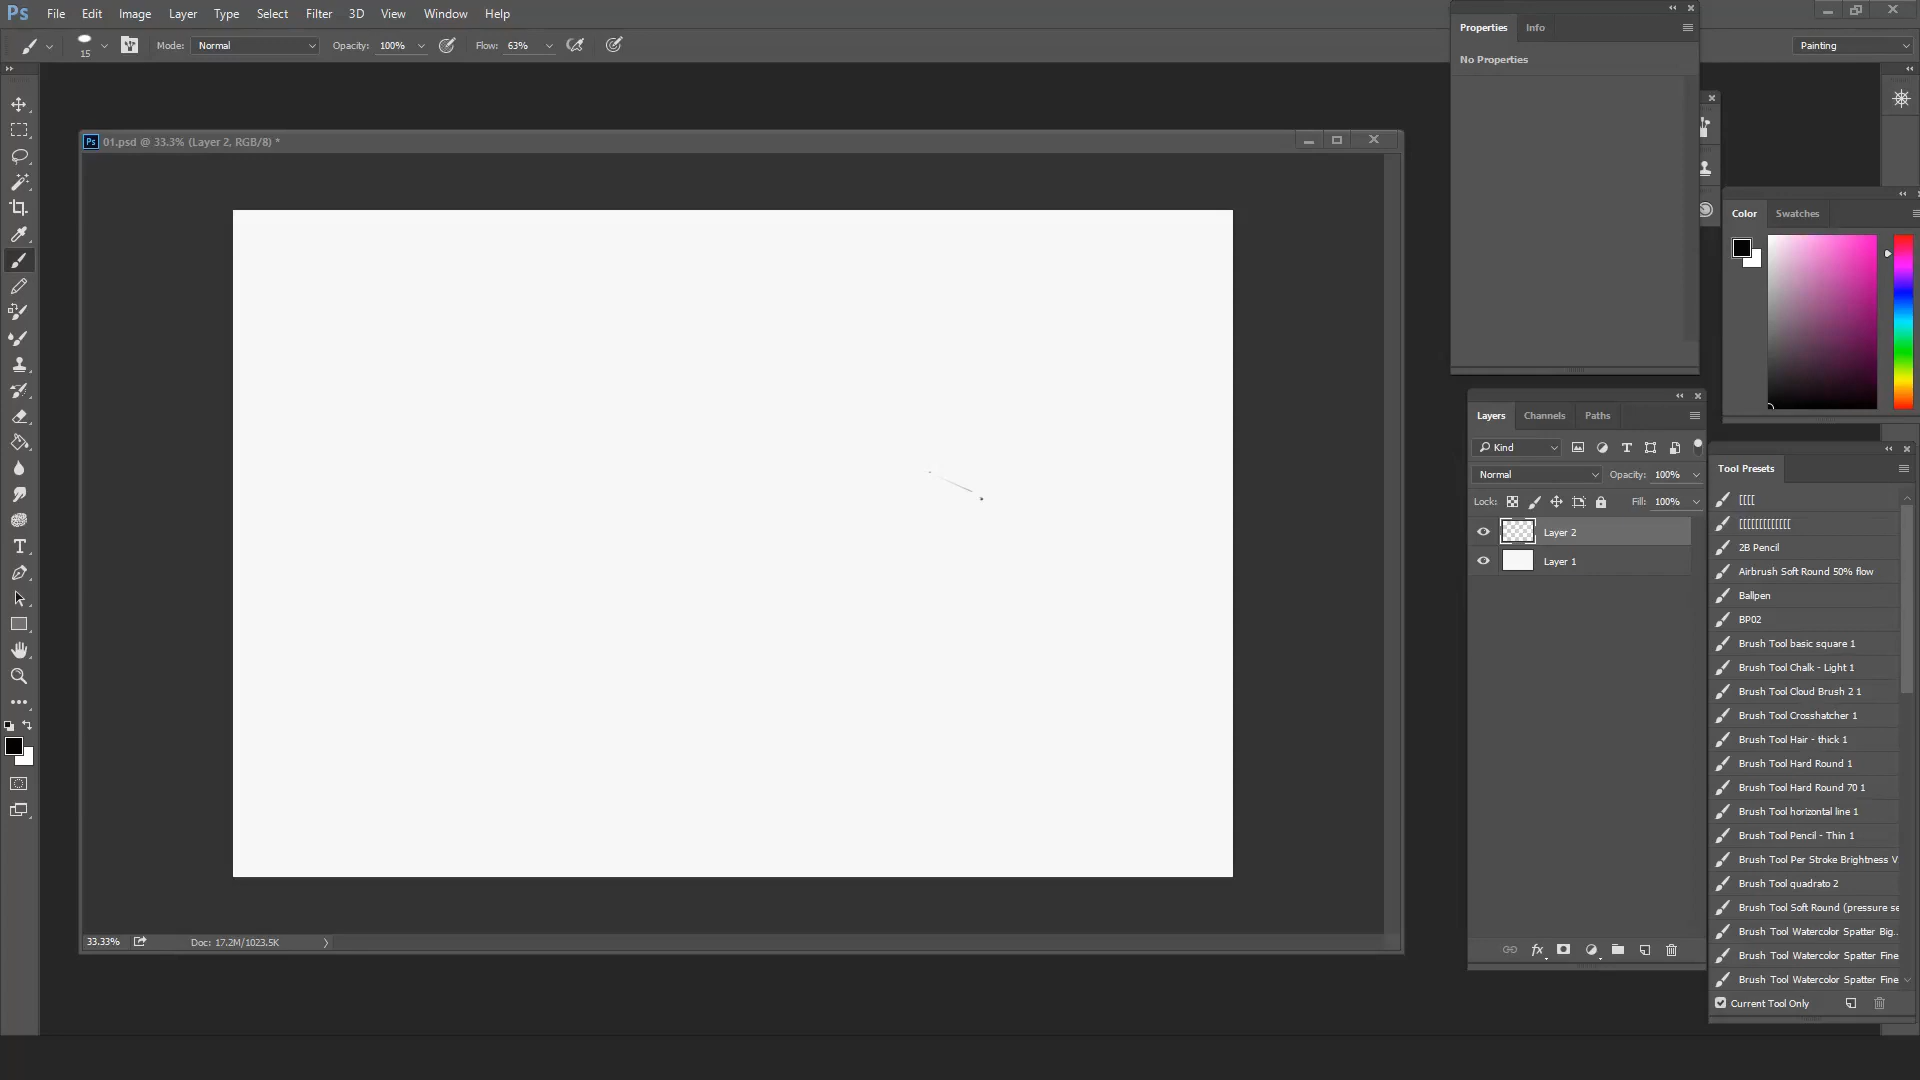 Ps File Edit Image Layer Type Select Filter 3D View Window Help
15 Mode: Normal Opacity: 100% Flow: 63%
Painting
Properties Info
No Properties
Ps 01.psd @ 33.3% (Layer 2, RGB/8) *
Color Swatches
Layers Channels Paths
Kind
Normal Opacity: 100%
Lock: Fill: 100%
Layer 2
Layer 1
fx
Tool Presets
[[[[
[[[[[[[[[[[[[
2B Pencil
Airbrush Soft Round 50% flow
Ballpen
BP02
Brush Tool basic square 1
Brush Tool Chalk - Light 1
Brush Tool Cloud Brush 2 1
Brush Tool Crosshatcher 1
Brush Tool Hair - thick 1
Brush Tool Hard Round 1
Brush Tool Hard Round 70 1
Brush Tool horizontal line 1
Brush Tool Pencil - Thin 1
Brush Tool Per Stroke Brightness V
Brush Tool quadrato 2
Brush Tool Soft Round (pressure se
Brush Tool Watercolor Spatter Big...
Brush Tool Watercolor Spatter Fine
Brush Tool Watercolor Spatter Fine
Current Tool Only
33.33% Doc: 17.2M/1023.5K